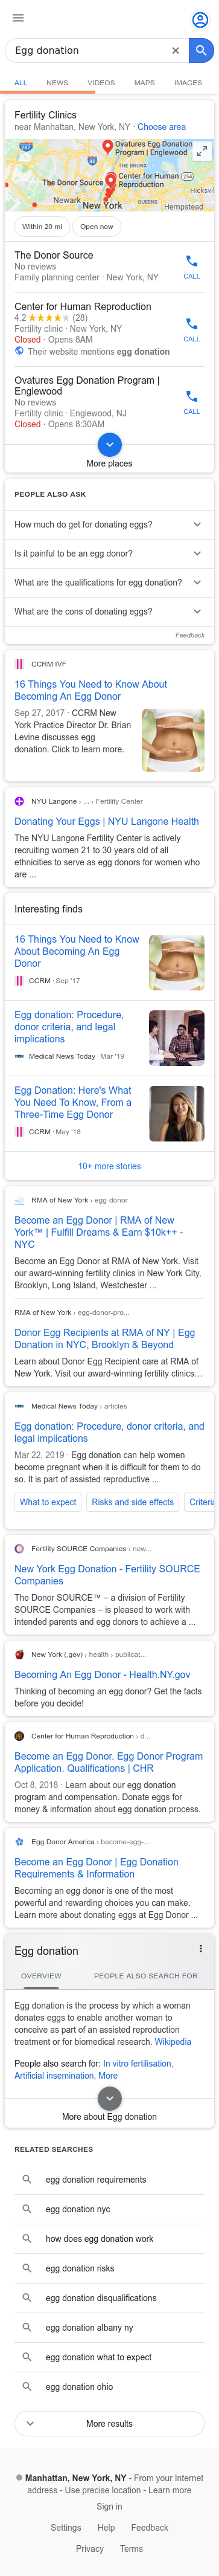 Egg donation
ALL NEWS VIDEOS MAPS IMAGES
Fertility Clinics
near Manhattan, New York, NY · Choose area
Ovatures Egg Donation
Program | Englewood
THE BRONX
The Donor Source
Center for Human
Reproduction
Hicksvil
Newark
New York
QUEENS
Hempstead
Within 20 mi
Open now
The Donor Source
No reviews
Family planning center · New York, NY
CALL
Center for Human Reproduction
4.2 (28)
Fertility clinic · New York, NY
Closed · Opens 8AM
Their website mentions egg donation
CALL
Ovatures Egg Donation Program |
Englewood
No reviews
Fertility clinic · Englewood, NJ
Closed · Opens 8:30AM
CALL
More places
PEOPLE ALSO ASK
How much do get for donating eggs?
Is it painful to be an egg donor?
What are the qualifications for egg donation?
What are the cons of donating eggs?
Feedback
CCRM IVF
16 Things You Need to Know About
Becoming An Egg Donor
Sep 27, 2017 · CCRM New
York Practice Director Dr. Brian
Levine discusses egg
donation. Click to learn more.
NYU Langone › ... › Fertility Center
Donating Your Eggs | NYU Langone Health
The NYU Langone Fertility Center is actively
recruiting women 21 to 30 years old of all
ethnicities to serve as egg donors for women who
are ...
Interesting finds
16 Things You Need to Know
About Becoming An Egg
Donor
CCRM · Sep '17
Egg donation: Procedure,
donor criteria, and legal
implications
Medical News Today · Mar '19
Egg Donation: Here's What
You Need To Know, From a
Three-Time Egg Donor
CCRM · May '18
10+ more stories
RMA of New York › egg-donor
Become an Egg Donor | RMA of New
York™ | Fulfill Dreams & Earn $10k++ -
NYC
Become an Egg Donor at RMA of New York. Visit
our award-winning fertility clinics in New York City,
Brooklyn, Long Island, Westchester ...
RMA of New York › egg-donor-pro...
Donor Egg Recipients at RMA of NY | Egg
Donation in NYC, Brooklyn & Beyond
Learn about Donor Egg Recipient care at RMA of
New York. Visit our award-winning fertility clinics…
Medical News Today › articles
Egg donation: Procedure, donor criteria, and
legal implications
Mar 22, 2019 · Egg donation can help women
become pregnant when it is difficult for them to do
so. It is part of assisted reproductive ...
What to expect
Risks and side effects
Criteria
Fertility SOURCE Companies › new...
New York Egg Donation - Fertility SOURCE
Companies
The Donor SOURCE™ – a division of Fertility
SOURCE Companies – is pleased to work with
intended parents and egg donors to achieve a ...
New York (.gov) › health › publicat...
Becoming An Egg Donor - Health.NY.gov
Thinking of becoming an egg donor? Get the facts
before you decide!
Center for Human Reproduction › d...
Become an Egg Donor. Egg Donor Program
Application. Qualifications | CHR
Oct 8, 2018 · Learn about our egg donation
program and compensation. Donate eggs for
money & information about egg donation process.
Egg Donor America › become-egg-...
Become an Egg Donor | Egg Donation
Requirements & Information
Becoming an egg donor is one of the most
powerful and rewarding choices you can make.
Learn more about donating eggs at Egg Donor ...
Egg donation
OVERVIEW
PEOPLE ALSO SEARCH FOR
Egg donation is the process by which a woman
donates eggs to enable another woman to
conceive as part of an assisted reproduction
treatment or for biomedical research. Wikipedia
People also search for: In vitro fertilisation,
Artificial insemination, More
More about Egg donation
RELATED SEARCHES
egg donation requirements
egg donation nyc
how does egg donation work
egg donation risks
egg donation disqualifications
egg donation albany ny
egg donation what to expect
egg donation ohio
More results
Manhattan, New York, NY - From your Internet
address - Use precise location - Learn more
Sign in
Settings Help Feedback
Privacy Terms